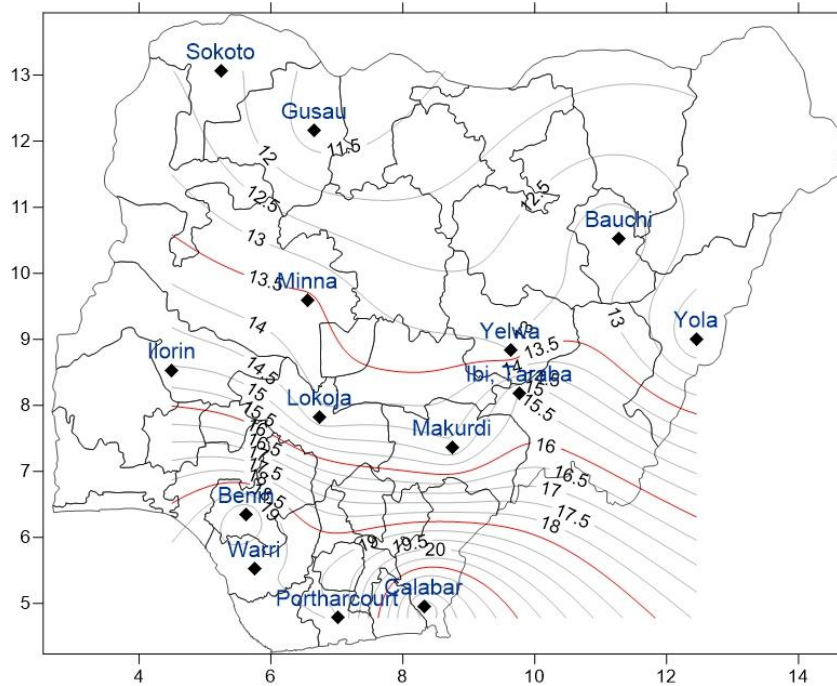 Sokoto
13
Gusau
12
12
11.5
12.5
11
12.5
Bauchi
13
10
13.5
Minna
13
14
9
Yelwa
13.5
Yola
Ilorin
14
14.5
Ibi, Taraba
15
15
8
Lokoja
15.5
15.5
Makurdi
16
16.5
7
17
Benin
19
17.5
18
6
Warri
19
19.5
20
5
Portharcourt
Calabar
4
6
8
10
12
14